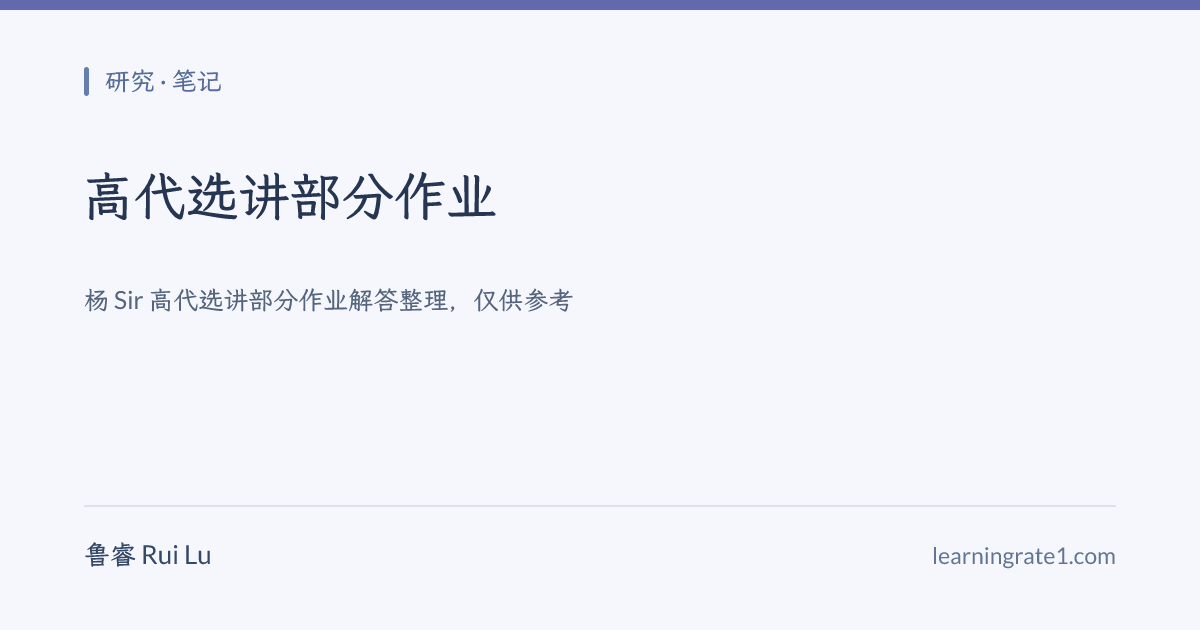 研究 · 笔记
高代选讲部分作业
杨 Sir 高代选讲部分作业解答整理，仅供参考
鲁睿 Rui Lu
learningrate1.com